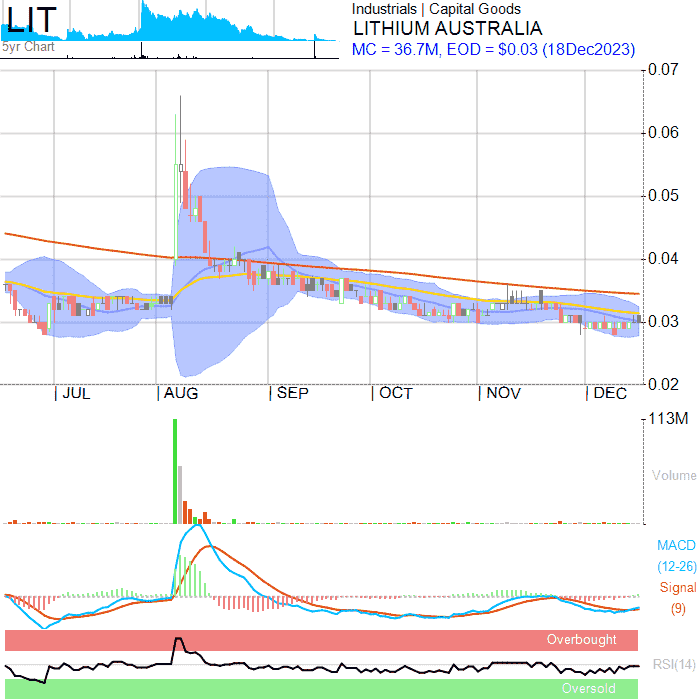 LIT
5yr Chart
Industrials | Capital Goods
LITHIUM AUSTRALIA
MC = 36.7M, EOD = $0.03 (18Dec2023)
0.07
0.06
0.05
0.04
0.03
0.02
JUL AUG SEP OCT NOV DEC
113M
Volume
MACD
(12-26)
Signal
(9)
Overbought
RSI(14)
Oversold